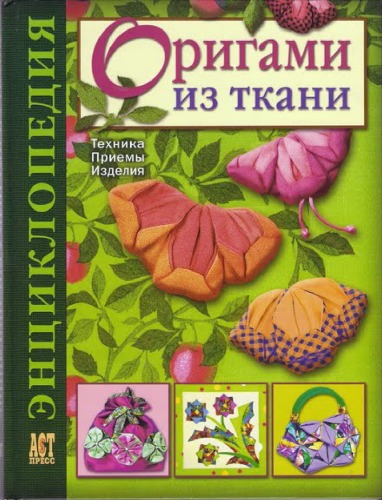 ЭНЦИКЛОПЕДИЯ
Оригами
из ткани
Техника
Приемы
Изделия
АСТ
ПРЕСС